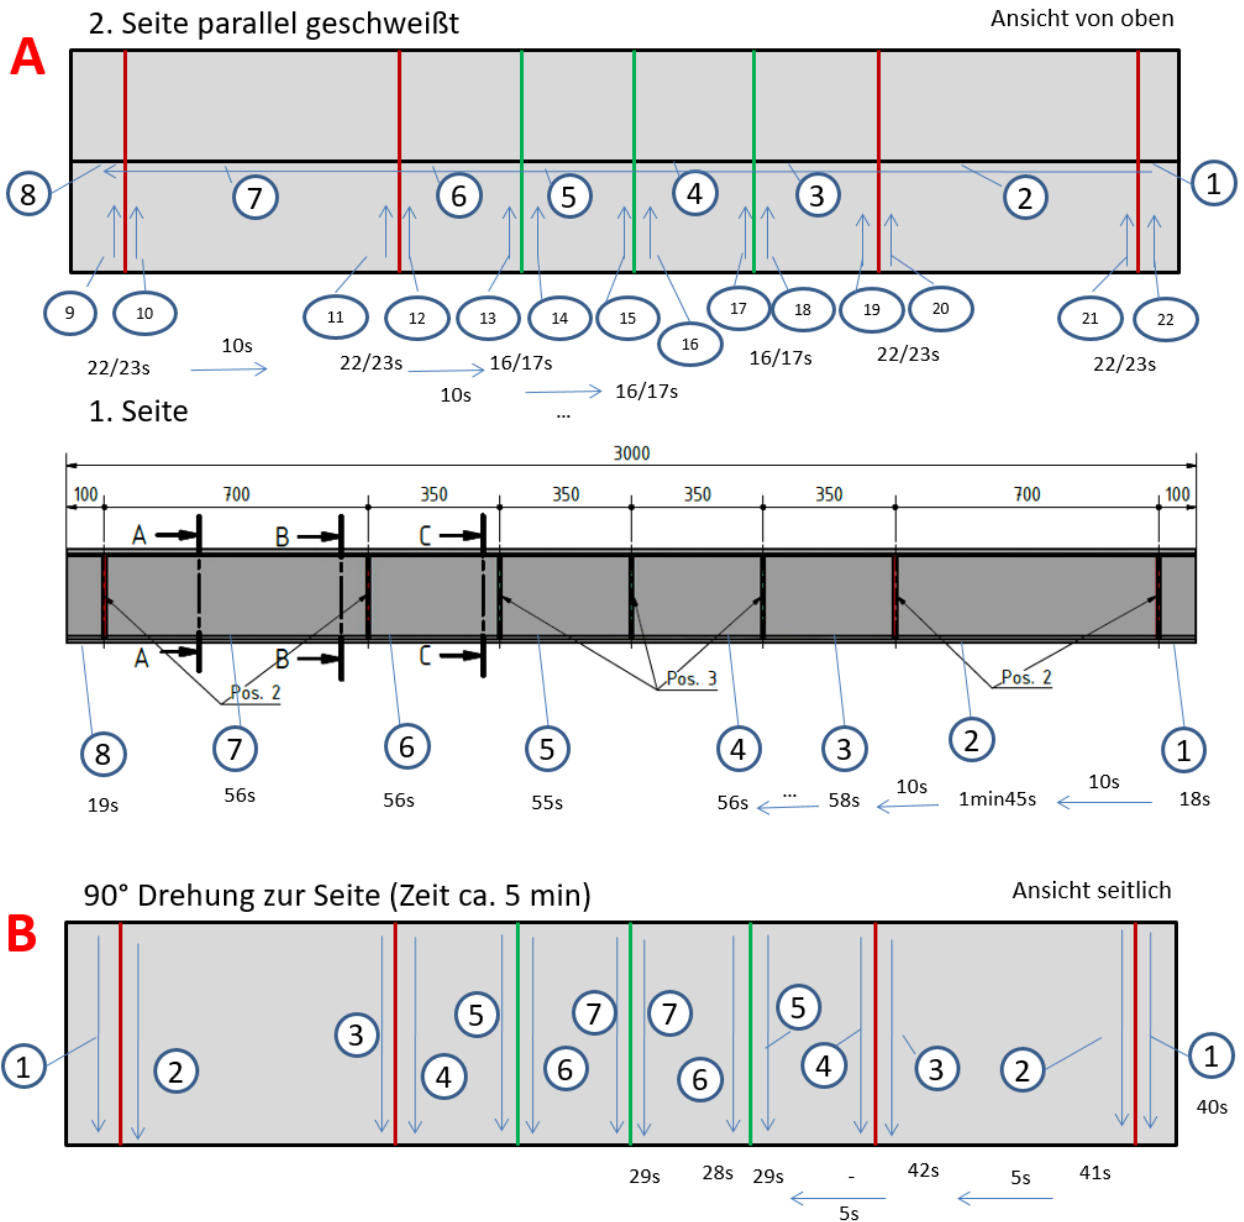 2. Seite parallel geschweißt
Ansicht von oben
A
8 7 6 5 4 3 2 1
9 10 11 12 13 14 15 16 17 18 19 20 21 22
22/23s 10s 22/23s 16/17s 16/17s 22/23s 22/23s
10s 16/17s
...
1. Seite
3000
100 700 350 350 350 350 700 100
A B C
A B C
Pos. 2 Pos. 3 Pos. 2
8 7 6 5 4 3 2 1
19s 56s 56s 55s 56s ... 58s 10s 1min45s 10s 18s
90° Drehung zur Seite (Zeit ca. 5 min)
Ansicht seitlich
B
1 2 3 4 5 6 7 7 6 5 4 3 2 1
40s
29s 28s 29s - 42s 5s 41s
5s